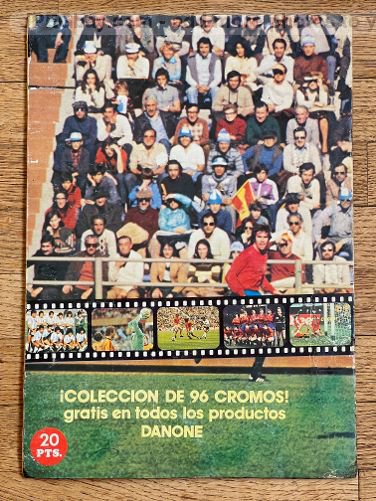 ¡COLECCION DE 96 CROMOS!
gratis en todos los productos
DANONE
20
PTS.